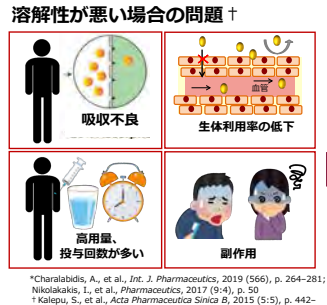 溶解性が悪い場合の問題 †
吸収不良
血管
生体利用率の低下
高用量、
投与回数が多い
副作用
*Charalabidis, A., et al., Int. J. Pharmaceutics, 2019 (566), p. 264–281;
Nikolakakis, I., et al., Pharmaceutics, 2017 (9:4), p. 50
† Kalepu, S., et al., Acta Pharmaceutica Sinica B, 2015 (5:5), p. 442–